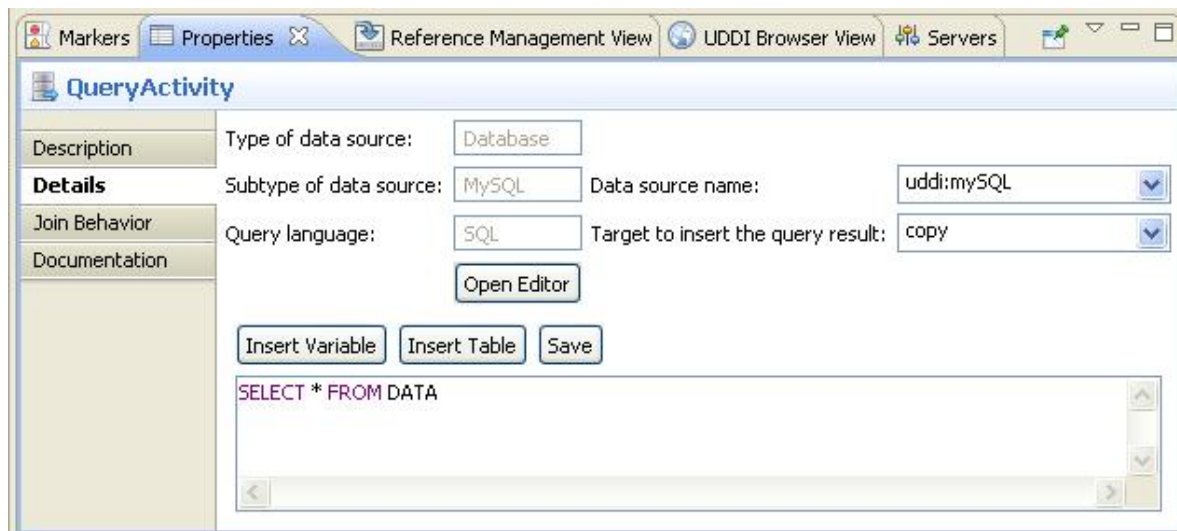 Markers Properties Reference Management View UDDI Browser View Servers
QueryActivity
Description
Details
Join Behavior
Documentation
Type of data source: Database
Subtype of data source: MySQL Data source name: uddi:mySQL
Query language: SQL Target to insert the query result: copy
Open Editor
Insert Variable Insert Table Save
SELECT * FROM DATA